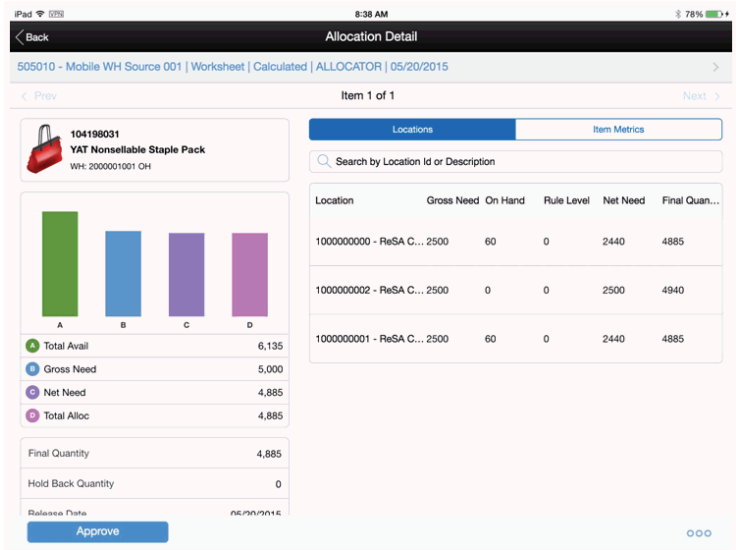 iPad VPN 8:38 AM 78%
Back Allocation Detail
505010 - Mobile WH Source 001 | Worksheet | Calculated | ALLOCATOR | 05/20/2015
Prev Item 1 of 1 Next
104198031
YAT Nonsellable Staple Pack
WH: 2000001001 OH
A B C D
A Total Avail 6,135
B Gross Need 5,000
C Net Need 4,885
D Total Alloc 4,885
Final Quantity 4,885
Hold Back Quantity 0
Release Date 05/20/2015
Approve
Locations Item Metrics
Search by Location Id or Description
Location Gross Need On Hand Rule Level Net Need Final Quan...
1000000000 - ReSA C... 2500 60 0 2440 4885
1000000002 - ReSA C... 2500 0 0 2500 4940
1000000001 - ReSA C... 2500 60 0 2440 4885